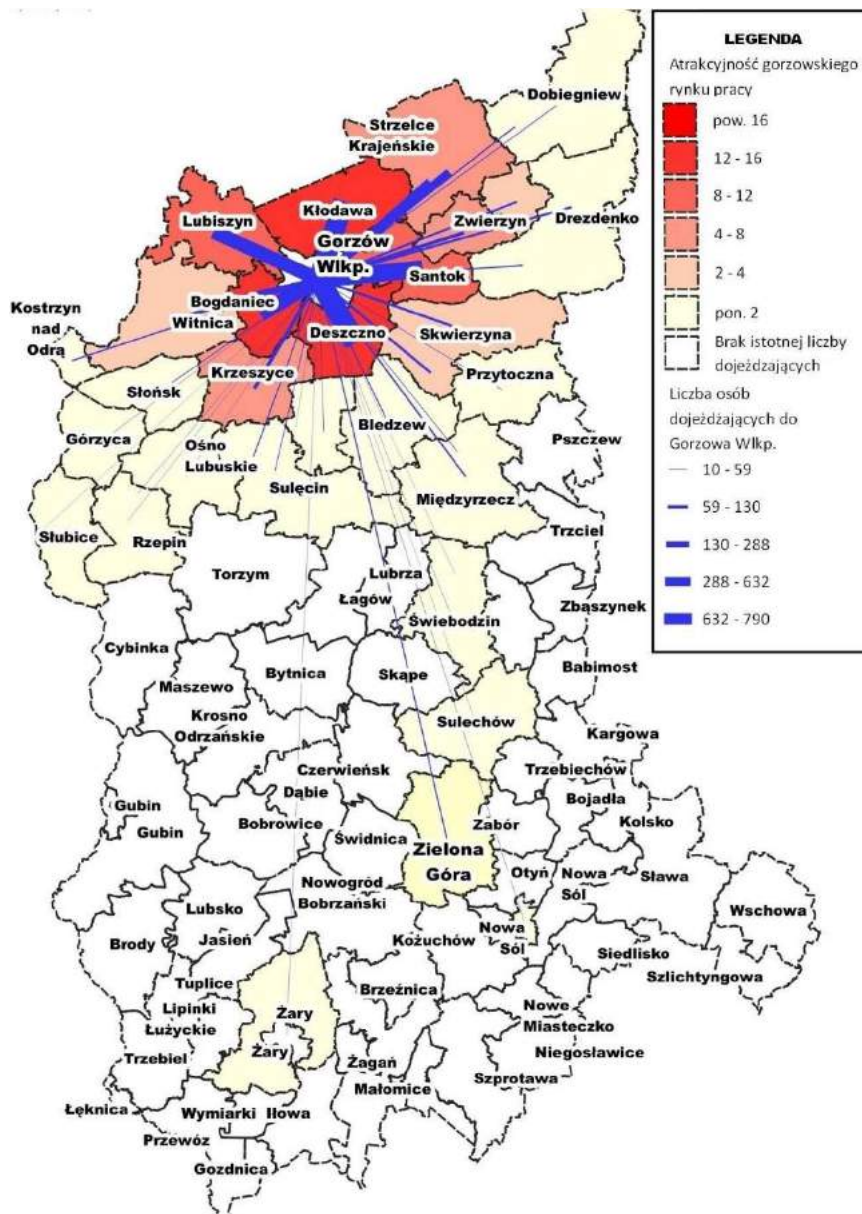 LEGENDA
Atrakcyjność gorzowskiego
rynku pracy
pow. 16
12 - 16
8 - 12
4 - 8
2 - 4
pon. 2
Brak istotnej liczby
dojeżdzających
Liczba osób
dojeżdżających do
Gorzowa Wlkp.
10 - 59
59 - 130
130 - 288
288 - 632
632 - 790
Dobiegniew
Strzelce
Krajeńskie
Kłodawa
Lubiszyn
Zwierzyn
Drezdenko
Gorzów
Wlkp.
Santok
Bogdaniec
Witnica
Kostrzyn
nad
Odrą
Deszczno
Skwierzyna
Krzeszyce
Przytoczna
Słońsk
Bledzew
Górzyca
Ośno
Lubuskie
Pszczew
Sulęcin
Międzyrzecz
Słubice
Rzepin
Trzciel
Torzym
Lubrza
Łagów
Zbąszynek
Świebodzin
Cybinka
Babimost
Bytnica
Skąpe
Maszewo
Krosno
Odrzańskie
Sulechów
Kargowa
Czerwieńsk
Trzebiechów
Dąbie
Bojadła
Gubin
Gubin
Bobrowice
Świdnica
Zabór
Kolsko
Zielona
Góra
Otyń
Nowa
Sól
Sława
Nowogród
Bobrzański
Lubsko
Wschowa
Brody
Jasień
Kożuchów
Nowa
Sól
Siedlisko
Szlichtyngowa
Tuplice
Brzeźnica
Lipinki
Łużyckie
Żary
Nowe
Miasteczko
Trzebiel
Żary
Żagań
Niegosławice
Szprotawa
Małomice
Łęknica
Wymiarki
Iłowa
Przewóz
Gozdnica